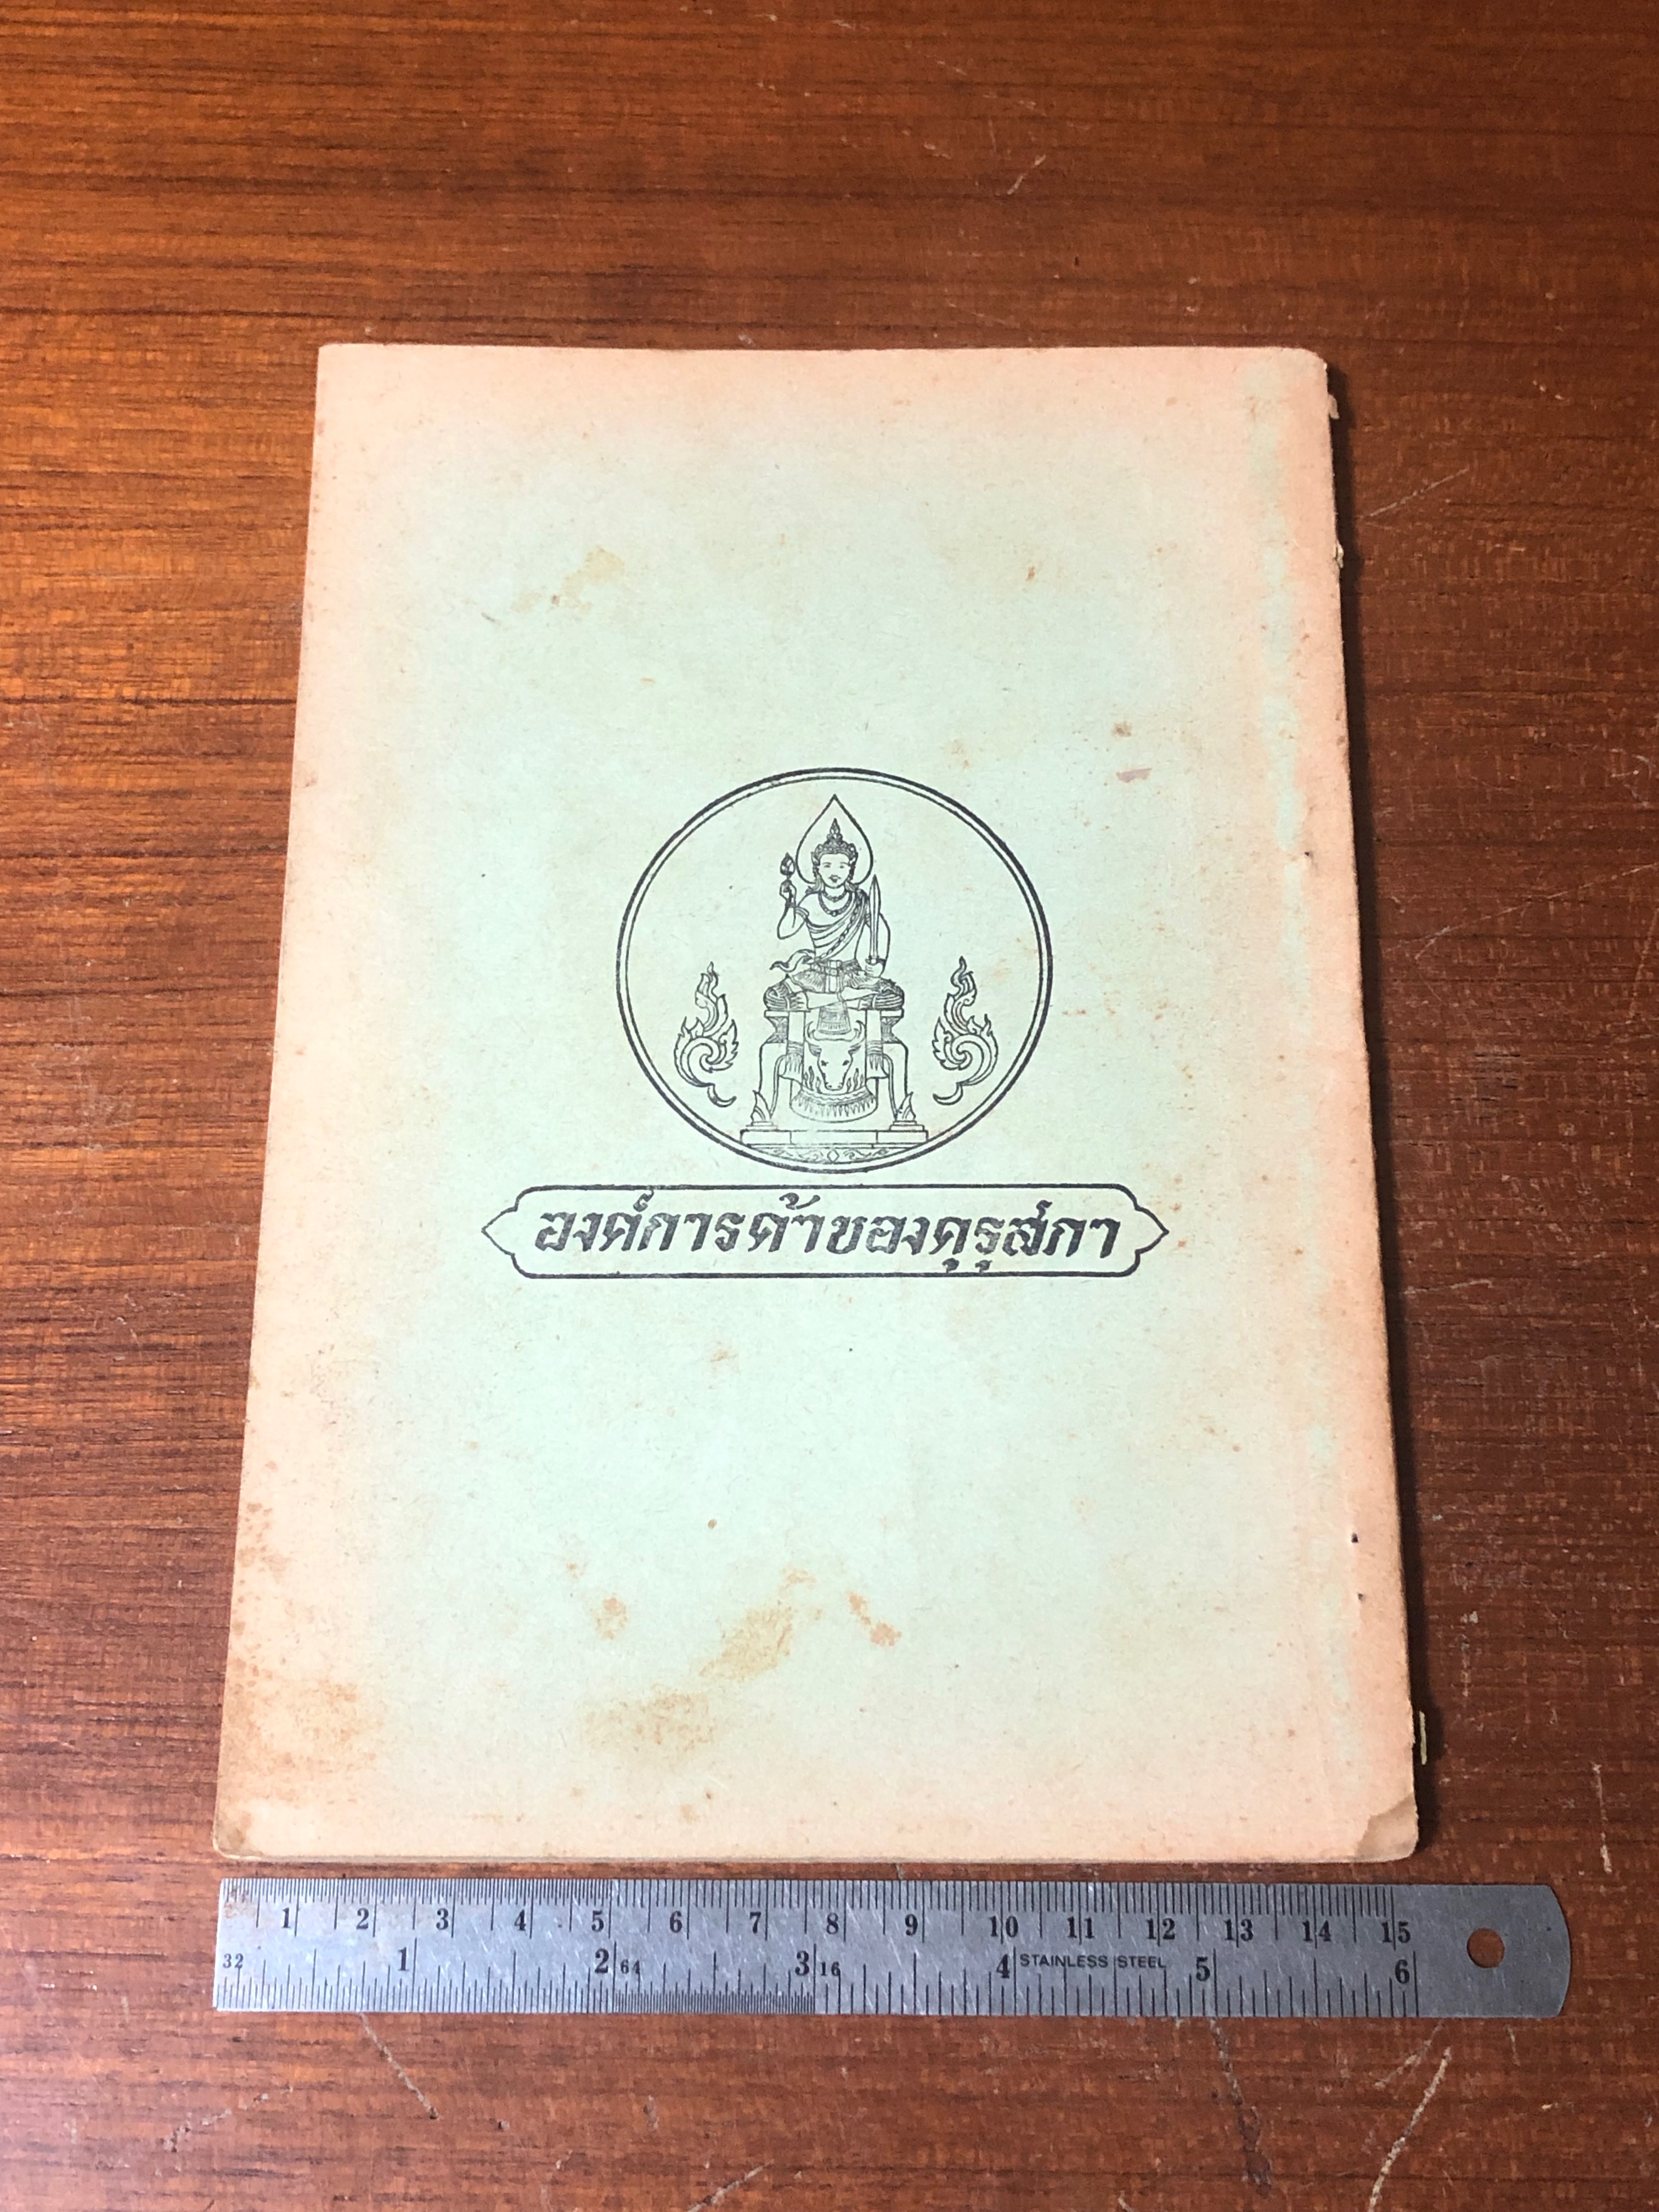 องค์การค้าของคุรุสภา
1 2 3 4 5 6 7 8 9 10 11 12 13 14 15
32 1 2 64 3 16 4 STAINLESS STEEL 5 6